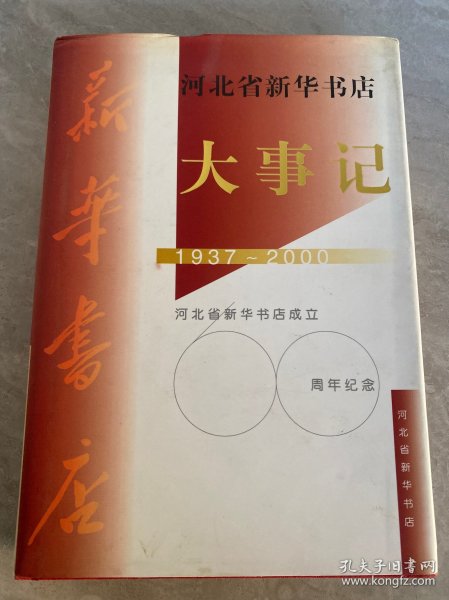 新華書店
河北省新华书店
大事记
1937～2000
河北省新华书店成立
60
周年纪念
河北省新华书店
孔夫子旧书网
www.kongfz.com